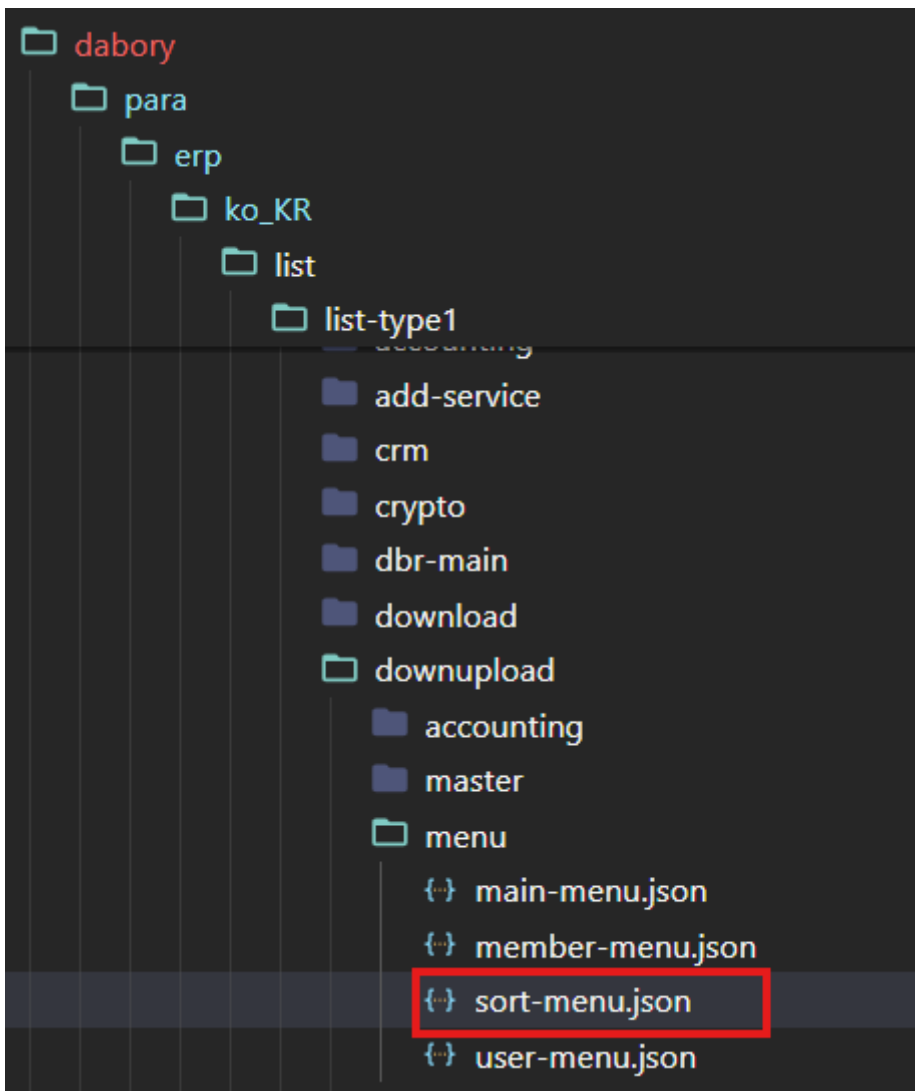 dabory
para
erp
ko_KR
list
list-type1
accounting
add-service
crm
crypto
dbr-main
download
downupload
accounting
master
menu
main-menu.json
member-menu.json
sort-menu.json
user-menu.json